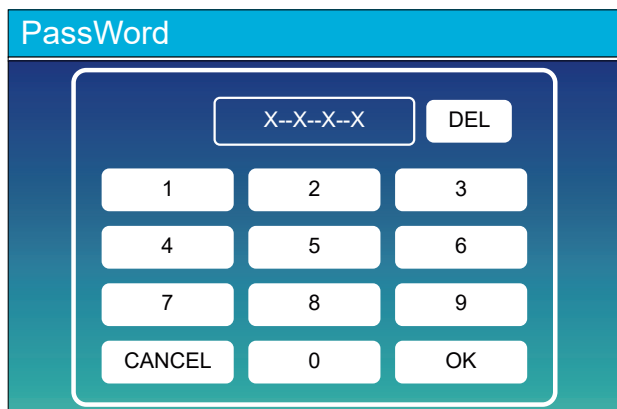 PassWord
X--X--X--X DEL
1 2 3
4 5 6
7 8 9
CANCEL 0 OK